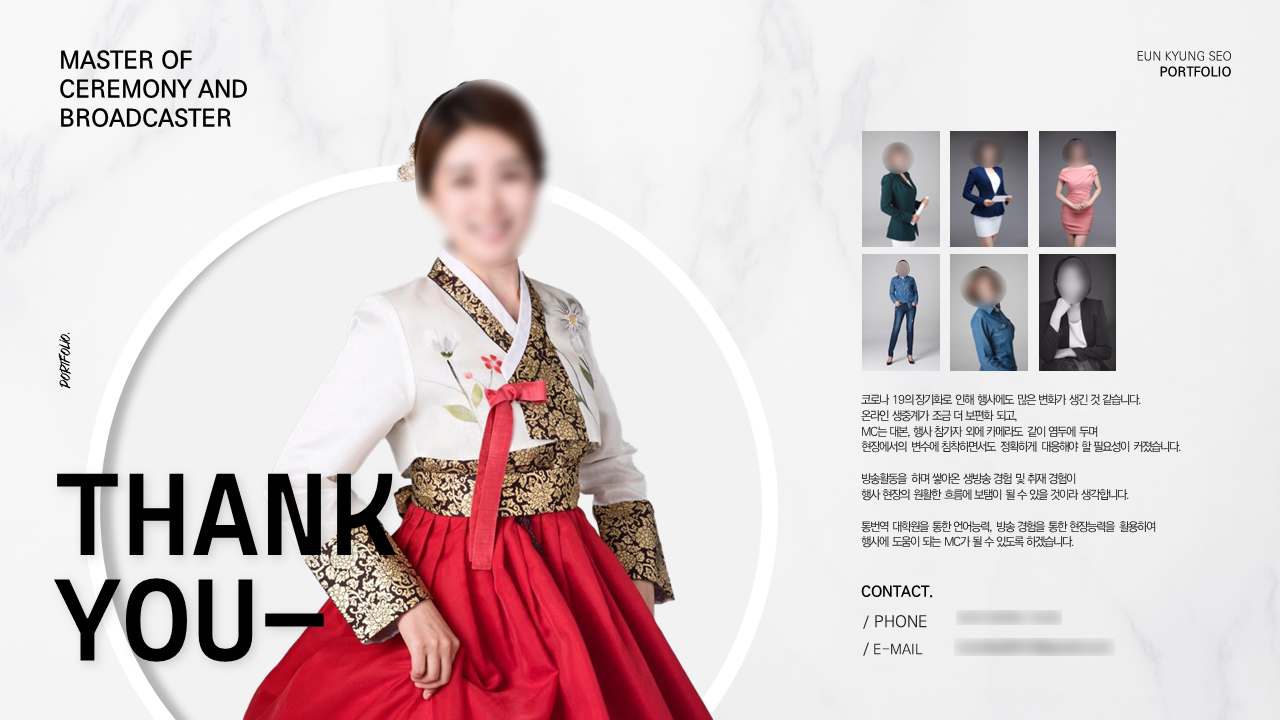 MASTER OF
CEREMONY AND
BROADCASTER
EUN KYUNG SEO
PORTFOLIO
PORTFOLIO.
THANK
YOU—
코로나 19의 장기화로 인해 행사에도 많은 변화가 생긴 것 같습니다.
온라인 생중계가 조금 더 보편화 되고,
MC는 대본, 행사 참가자 외에 카메라도 같이 염두에 두며
현장에서의 변수에 침착하면서도 정확하게 대응해야 할 필요성이 커졌습니다.
방송활동을 하며 쌓아온 생방송 경험 및 취재 경험이
행사 현장의 원활한 흐름에 보탬이 될 수 있을 것이라 생각합니다.
통번역 대학원을 통한 언어능력, 방송 경험을 통한 현장능력을 활용하여
행사에 도움이 되는 MC가 될 수 있도록 하겠습니다.
CONTACT.
/ PHONE
/ E-MAIL